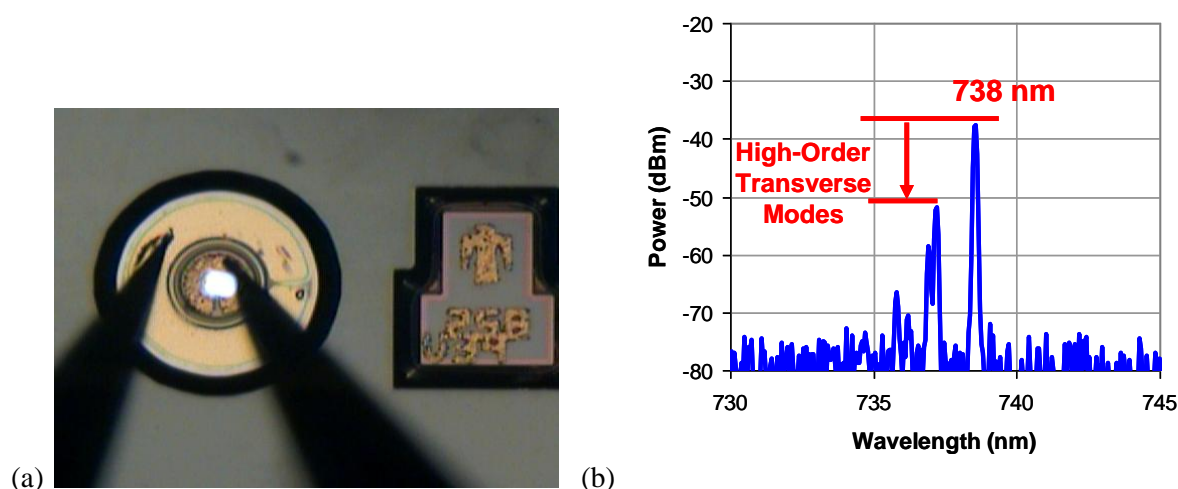 -20
-30
-40
-50
-60
-70
-80
730
735
740
745
Power (dBm)
Wavelength (nm)
738 nm
High-Order
Transverse
Modes
(a)
(b)